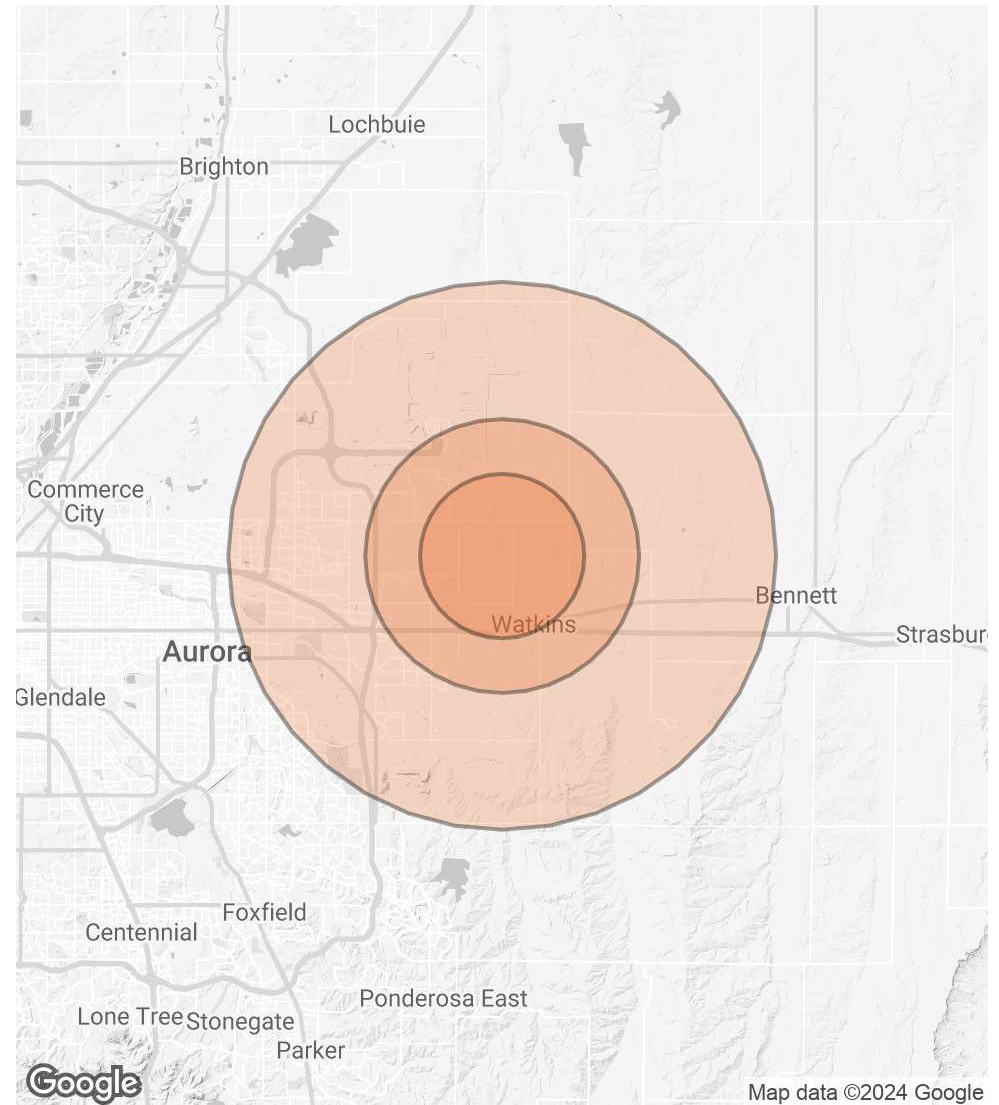 Lochbuie
Brighton
Commerce
City
Bennett
Watkins
Strasbur
Aurora
Glendale
Foxfield
Centennial
Ponderosa East
Lone Tree
Stonegate
Parker
Google
Map data ©2024 Google